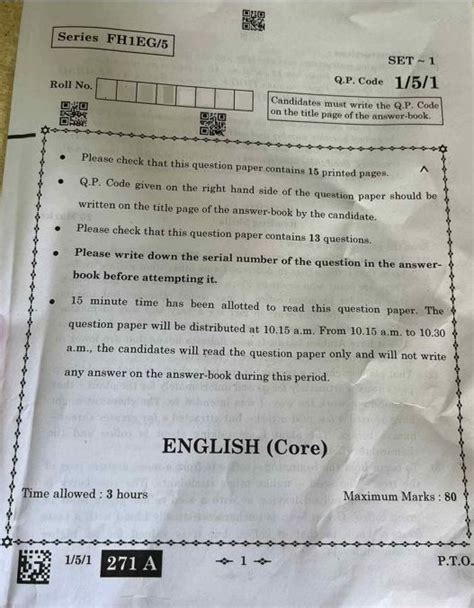 Series FH1EG/5
SET ~ 1
Q.P. Code 1/5/1
Roll No.
Candidates must write the Q.P. Code
on the title page of the answer-book.
Please check that this question paper contains 15 printed pages.
Q.P. Code given on the right hand side of the question paper should be
written on the title page of the answer-book by the candidate.
Please check that this question paper contains 13 questions.
Please write down the serial number of the question in the answer-
book before attempting it.
15 minute time has been allotted to read this question paper. The
question paper will be distributed at 10.15 a.m. From 10.15 a.m. to 10.30
a.m., the candidates will read the question paper only and will not write
any answer on the answer-book during this period.
ENGLISH (Core)
Time allowed : 3 hours
Maximum Marks : 80
1/5/1 271 A
1
P.T.O.